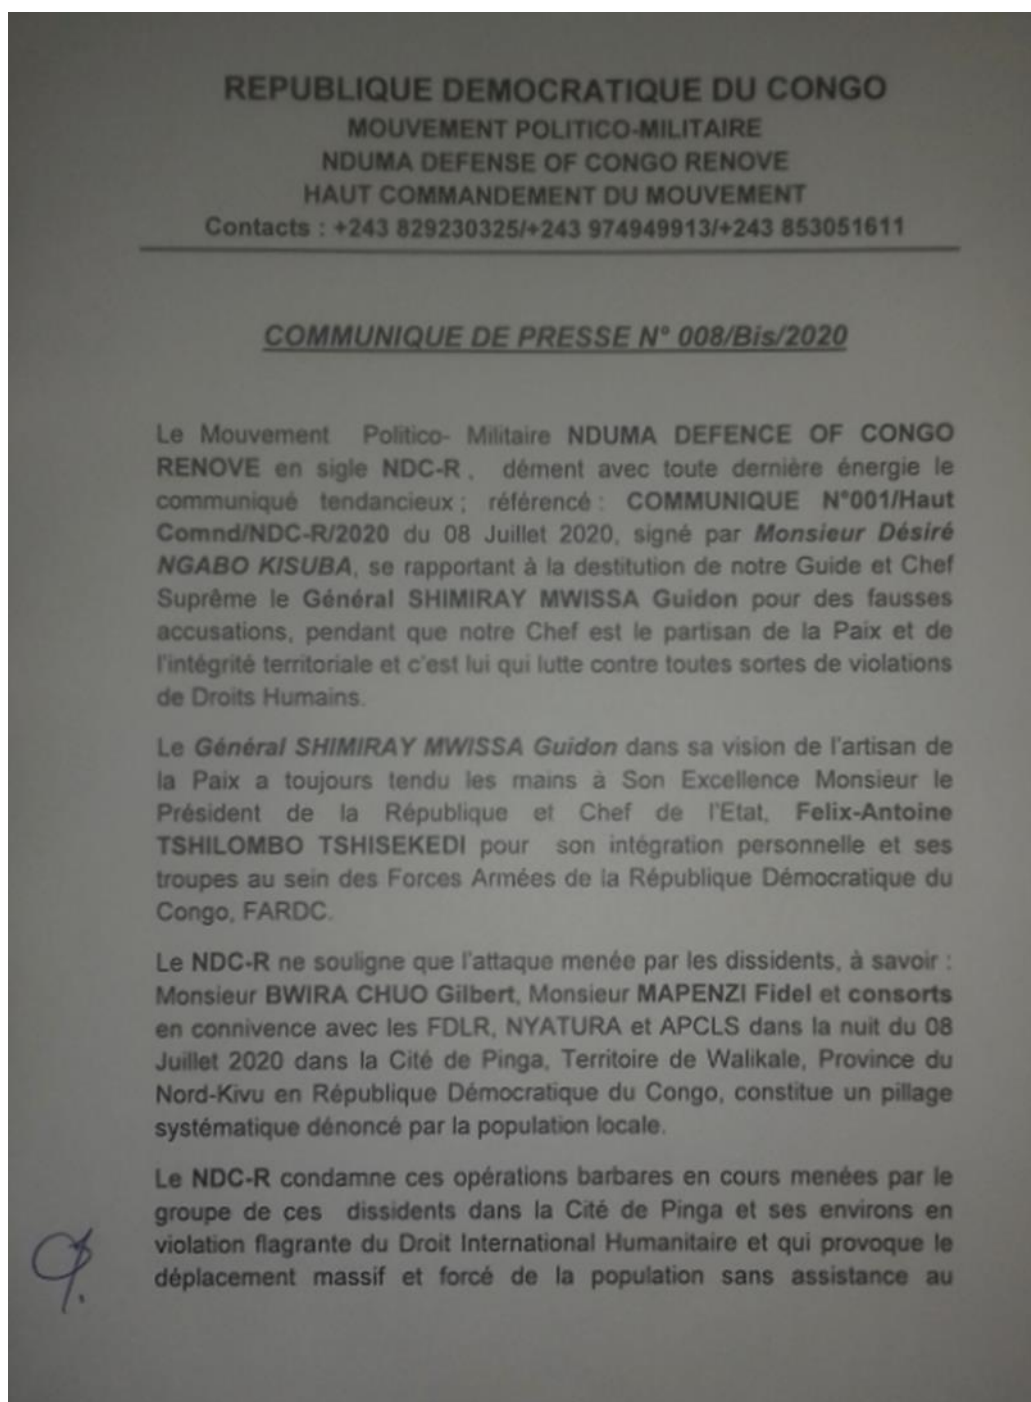 REPUBLIQUE DEMOCRATIQUE DU CONGO
MOUVEMENT POLITICO-MILITAIRE
NDUMA DEFENSE OF CONGO RENOVE
HAUT COMMANDEMENT DU MOUVEMENT
Contacts : +243 829230325/+243 974949913/+243 853051611
COMMUNIQUE DE PRESSE N° 008/Bis/2020
Le Mouvement Politico- Militaire NDUMA DEFENCE OF CONGO
RENOVE en sigle NDC-R , dément avec toute dernière énergie le
communiqué tendancieux ; référencé : COMMUNIQUE N°001/Haut
Comnd/NDC-R/2020 du 08 Juillet 2020, signé par Monsieur Désiré
NGABO KISUBA, se rapportant à la destitution de notre Guide et Chef
Suprême le Général SHIMIRAY MWISSA Guidon pour des fausses
accusations, pendant que notre Chef est le partisan de la Paix et de
l'intégrité territoriale et c'est lui qui lutte contre toutes sortes de violations
de Droits Humains.
Le Général SHIMIRAY MWISSA Guidon dans sa vision de l'artisan de
la Paix a toujours tendu les mains à Son Excellence Monsieur le
Président de la République et Chef de l'Etat, Felix-Antoine
TSHILOMBO TSHISEKEDI pour son intégration personnelle et ses
troupes au sein des Forces Armées de la République Démocratique du
Congo, FARDC.
Le NDC-R ne souligne que l'attaque menée par les dissidents, à savoir :
Monsieur BWIRA CHUO Gilbert, Monsieur MAPENZI Fidel et consorts
en connivence avec les FDLR, NYATURA et APCLS dans la nuit du 08
Juillet 2020 dans la Cité de Pinga, Territoire de Walikale, Province du
Nord-Kivu en République Démocratique du Congo, constitue un pillage
systématique dénoncé par la population locale.
Le NDC-R condamne ces opérations barbares en cours menées par le
groupe de ces dissidents dans la Cité de Pinga et ses environs en
violation flagrante du Droit International Humanitaire et qui provoque le
déplacement massif et forcé de la population sans assistance au